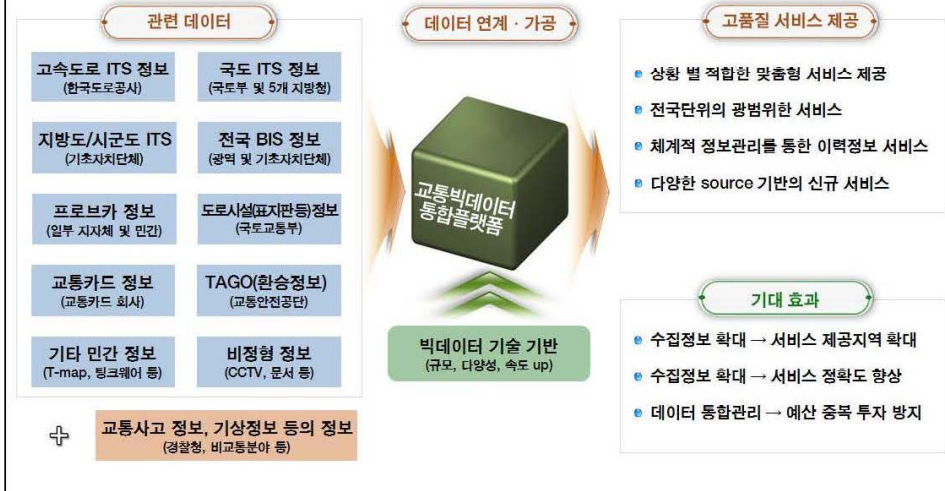 관련 데이터
고속도로 ITS 정보
(한국도로공사)
국도 ITS 정보
(국토부 및 5개 지방청)
지방도/시군도 ITS
(기초자치단체)
전국 BIS 정보
(광역 및 기초자치단체)
프로브카 정보
(일부 지자체 및 민간)
도로시설(표지판등)정보
(국토교통부)
교통카드 정보
(교통카드 회사)
TAGO(환승정보)
(교통안전공단)
기타 민간 정보
(T-map, 팅크웨어 등)
비정형 정보
(CCTV, 문서 등)
+
교통사고 정보, 기상정보 등의 정보
(경찰청, 비교통분야 등)
데이터 연계 · 가공
교통빅데이터
통합플랫폼
빅데이터 기술 기반
(규모, 다양성, 속도 up)
고품질 서비스 제공
상황 별 적합한 맞춤형 서비스 제공
전국단위의 광범위한 서비스
체계적 정보관리를 통한 이력정보 서비스
다양한 source 기반의 신규 서비스
기대 효과
수집정보 확대 → 서비스 제공지역 확대
수집정보 확대 → 서비스 정확도 향상
데이터 통합관리 → 예산 중복 투자 방지